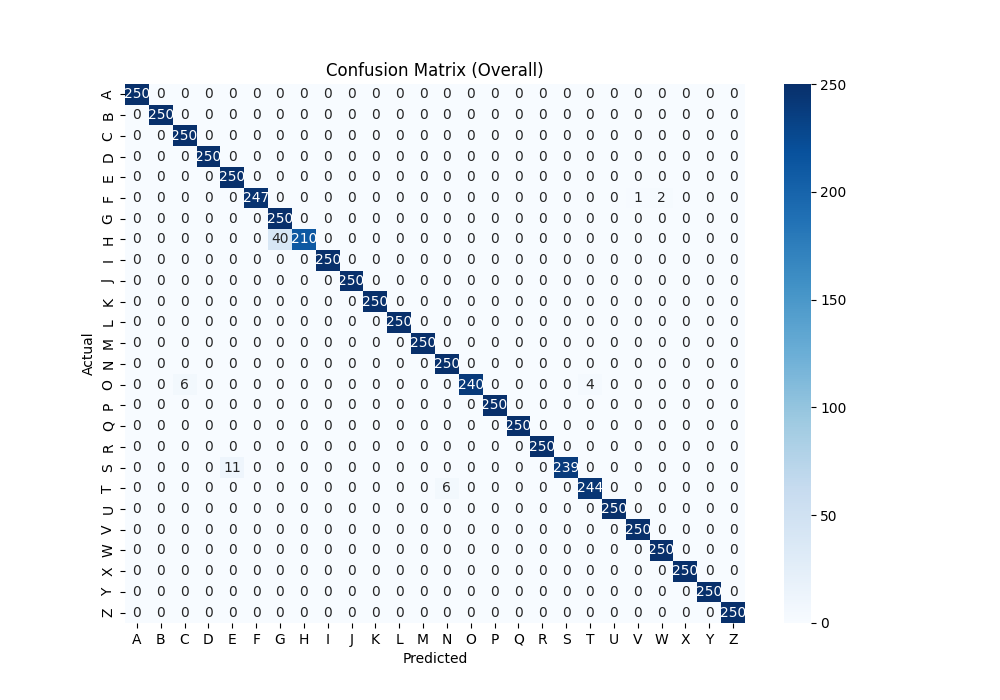 Confusion Matrix (Overall)
A 250 0 0 0 0 0 0 0 0 0 0 0 0 0 0 0 0 0 0 0 0 0 0 0 0 0 250
B 0 250 0 0 0 0 0 0 0 0 0 0 0 0 0 0 0 0 0 0 0 0 0 0 0 0
C 0 0 250 0 0 0 0 0 0 0 0 0 0 0 0 0 0 0 0 0 0 0 0 0 0 0
D 0 0 0 250 0 0 0 0 0 0 0 0 0 0 0 0 0 0 0 0 0 0 0 0 0 0
E 0 0 0 0 250 0 0 0 0 0 0 0 0 0 0 0 0 0 0 0 0 0 0 0 0 0
F 0 0 0 0 0 247 0 0 0 0 0 0 0 0 0 0 0 0 0 0 0 1 2 0 0 0 200
G 0 0 0 0 0 0 250 0 0 0 0 0 0 0 0 0 0 0 0 0 0 0 0 0 0 0
H 0 0 0 0 0 0 40 210 0 0 0 0 0 0 0 0 0 0 0 0 0 0 0 0 0 0
I 0 0 0 0 0 0 0 0 250 0 0 0 0 0 0 0 0 0 0 0 0 0 0 0 0 0
J 0 0 0 0 0 0 0 0 0 250 0 0 0 0 0 0 0 0 0 0 0 0 0 0 0 0
K 0 0 0 0 0 0 0 0 0 0 250 0 0 0 0 0 0 0 0 0 0 0 0 0 0 0 150
L 0 0 0 0 0 0 0 0 0 0 0 250 0 0 0 0 0 0 0 0 0 0 0 0 0 0
Actual
M 0 0 0 0 0 0 0 0 0 0 0 0 250 0 0 0 0 0 0 0 0 0 0 0 0 0
N 0 0 0 0 0 0 0 0 0 0 0 0 0 250 0 0 0 0 0 0 0 0 0 0 0 0
O 0 0 6 0 0 0 0 0 0 0 0 0 0 0 240 0 0 0 0 4 0 0 0 0 0 0
P 0 0 0 0 0 0 0 0 0 0 0 0 0 0 0 250 0 0 0 0 0 0 0 0 0 0 100
Q 0 0 0 0 0 0 0 0 0 0 0 0 0 0 0 0 250 0 0 0 0 0 0 0 0 0
R 0 0 0 0 0 0 0 0 0 0 0 0 0 0 0 0 0 250 0 0 0 0 0 0 0 0
S 0 0 0 0 11 0 0 0 0 0 0 0 0 0 0 0 0 0 239 0 0 0 0 0 0 0
T 0 0 0 0 0 0 0 0 0 0 0 0 0 6 0 0 0 0 0 244 0 0 0 0 0 0
U 0 0 0 0 0 0 0 0 0 0 0 0 0 0 0 0 0 0 0 0 250 0 0 0 0 0 50
V 0 0 0 0 0 0 0 0 0 0 0 0 0 0 0 0 0 0 0 0 0 250 0 0 0 0
W 0 0 0 0 0 0 0 0 0 0 0 0 0 0 0 0 0 0 0 0 0 0 250 0 0 0
X 0 0 0 0 0 0 0 0 0 0 0 0 0 0 0 0 0 0 0 0 0 0 0 250 0 0
Y 0 0 0 0 0 0 0 0 0 0 0 0 0 0 0 0 0 0 0 0 0 0 0 0 250 0
Z 0 0 0 0 0 0 0 0 0 0 0 0 0 0 0 0 0 0 0 0 0 0 0 0 0 250 0
A B C D E F G H I J K L M N O P Q R S T U V W X Y Z
Predicted